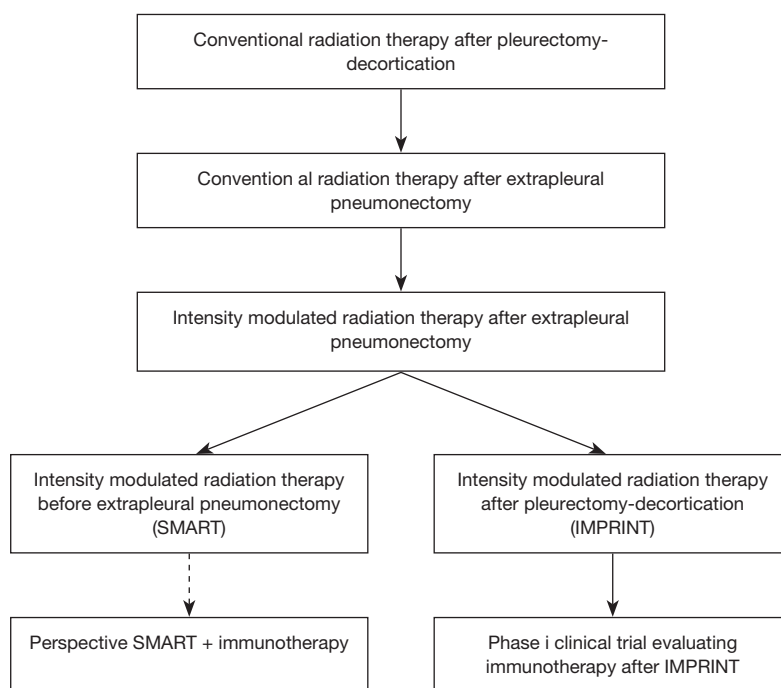 Conventional radiation therapy after pleurectomy-
decortication
Convention al radiation therapy after extrapleural
pneumonectomy
Intensity modulated radiation therapy after extrapleural
pneumonectomy
Intensity modulated radiation therapy
before extrapleural pneumonectomy
(SMART)
Intensity modulated radiation therapy
after pleurectomy-decortication
(IMPRINT)
Perspective SMART + immunotherapy
Phase i clinical trial evaluating
immunotherapy after IMPRINT